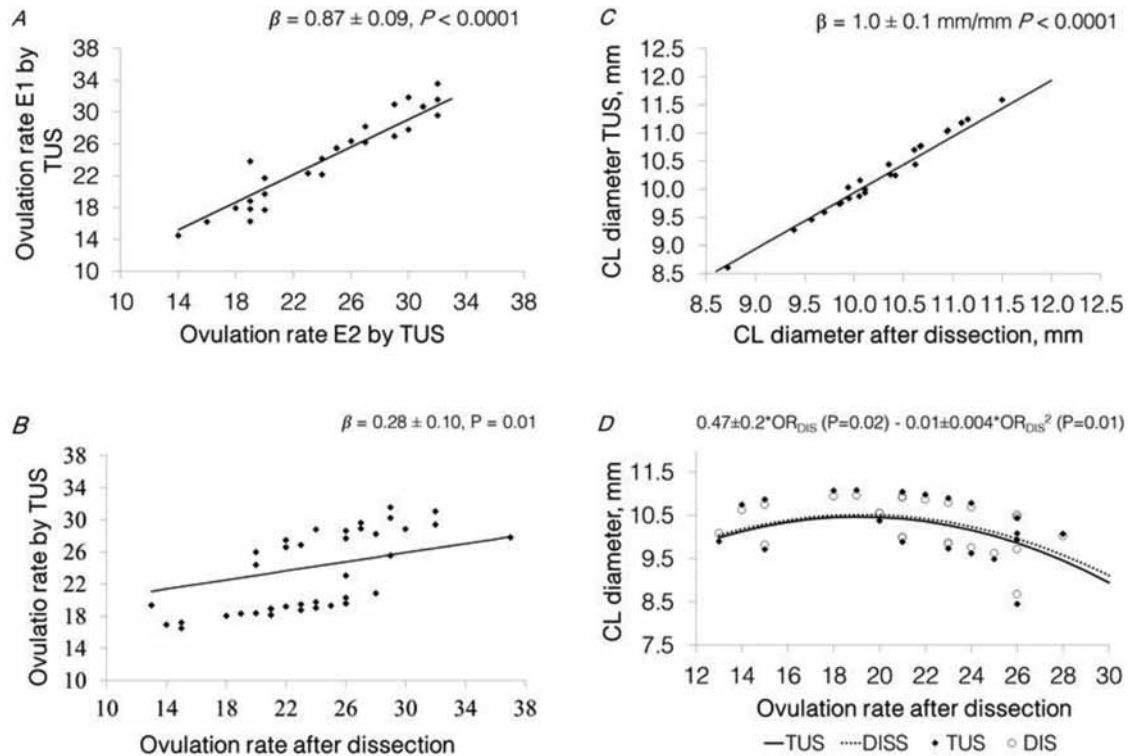 A
β = 0.87 ± 0.09, P < 0.0001
Ovulation rate E1 by
TUS
38
34
30
26
22
18
14
10
10 14 18 22 26 30 34 38
Ovulation rate E2 by TUS
C
β = 1.0 ± 0.1 mm/mm P < 0.0001
CL diameter TUS, mm
12.5
12.0
11.5
11.0
10.5
10.0
9.5
9.0
8.5
8.5 9.0 9.5 10.0 10.5 11.0 11.5 12.0 12.5
CL diameter after dissection, mm
B
β = 0.28 ± 0.10, P = 0.01
Ovulatio rate by TUS
38
34
30
26
22
18
14
10
10 14 18 22 26 30 34 38
Ovulation rate after dissection
D
0.47±0.2*OR_DIS (P=0.02) - 0.01±0.004*OR_DIS² (P=0.01)
CL diameter, mm
11.5
10.5
9.5
8.5
7.5
12 14 16 18 20 22 24 26 28 30
Ovulation rate after dissection
TUS DISS TUS DIS